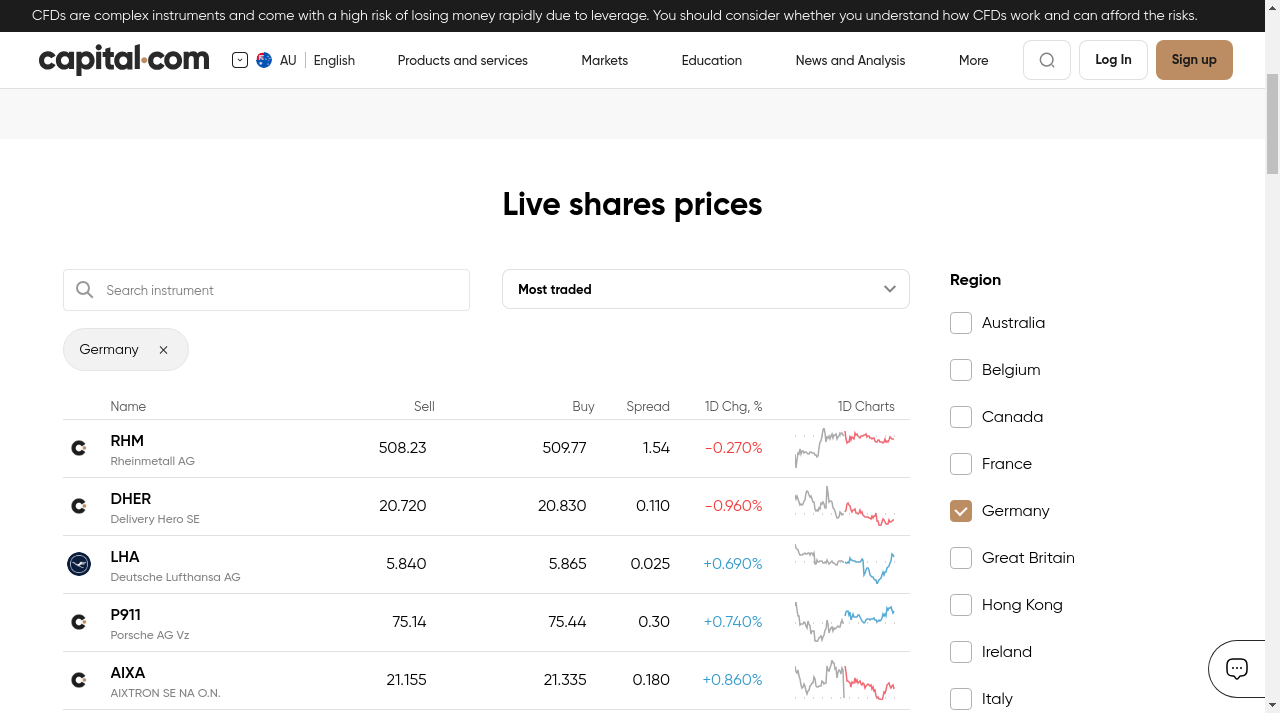 CFDs are complex instruments and come with a high risk of losing money rapidly due to leverage. You should consider whether you understand how CFDs work and can afford the risks.
capital.com AU English Products and services Markets Education News and Analysis More Log In Sign up
Live shares prices
Search instrument
Most traded
Germany
Name Sell Buy Spread 1D Chg, % 1D Charts
RHM 508.23 509.77 1.54 -0.270%
Rheinmetall AG
DHER 20.720 20.830 0.110 -0.960%
Delivery Hero SE
LHA 5.840 5.865 0.025 +0.690%
Deutsche Lufthansa AG
P911 75.14 75.44 0.30 +0.740%
Porsche AG Vz
AIXA 21.155 21.335 0.180 +0.860%
AIXTRON SE NA O.N.
Region
Australia
Belgium
Canada
France
Germany
Great Britain
Hong Kong
Ireland
Italy